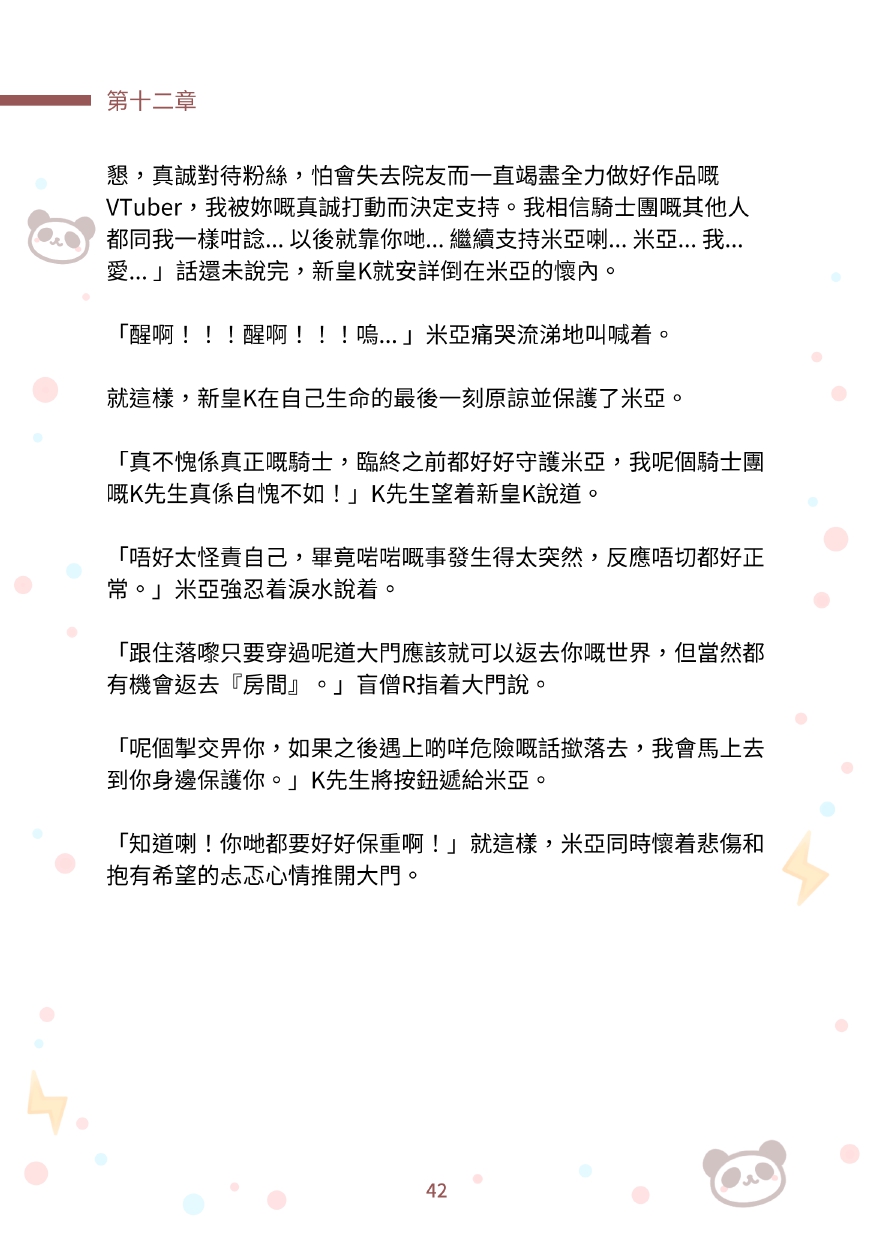 第十二章
懇，真誠對待粉絲，怕會失去院友而一直竭盡全力做好作品嘅
VTuber，我被妳嘅真誠打動而決定支持。我相信騎士團嘅其他人
都同我一樣咁諗... 以後就靠你哋... 繼續支持米亞喇... 米亞... 我...
愛... 」話還未說完，新皇K就安詳倒在米亞的懷內。
「醒啊！！！醒啊！！！嗚... 」米亞痛哭流涕地叫喊着。
就這樣，新皇K在自己生命的最後一刻原諒並保護了米亞。
「真不愧係真正嘅騎士，臨終之前都好好守護米亞，我呢個騎士團
嘅K先生真係自愧不如！」K先生望着新皇K說道。
「唔好太怪責自己，畢竟啱啱嘅事發生得太突然，反應唔切都好正
常。」米亞強忍着淚水說着。
「跟住落嚟只要穿過呢道大門應該就可以返去你嘅世界，但當然都
有機會返去『房間』。」盲僧R指着大門說。
「呢個掣交畀你，如果之後遇上啲咩危險嘅話撳落去，我會馬上去
到你身邊保護你。」K先生將按鈕遞給米亞。
「知道喇！你哋都要好好保重啊！」就這樣，米亞同時懷着悲傷和
抱有希望的忐忑心情推開大門。
42